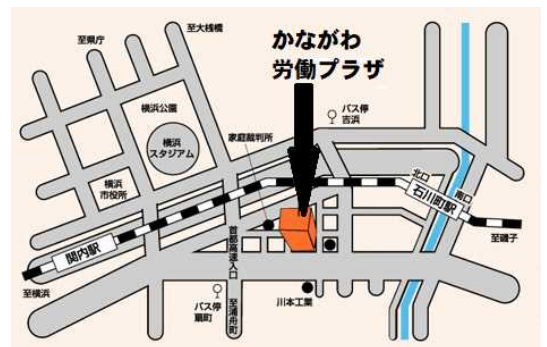 至大桟橋
至県庁
かながわ
労働プラザ
横浜公園
バス停
吉浜
家庭裁判所
横浜
スタジアム
横浜
市役所
北口
石川町駅
南口
関内駅
首都高速入口
至磯子
至横浜
バス停
扇町
至浦舟町
川本工業